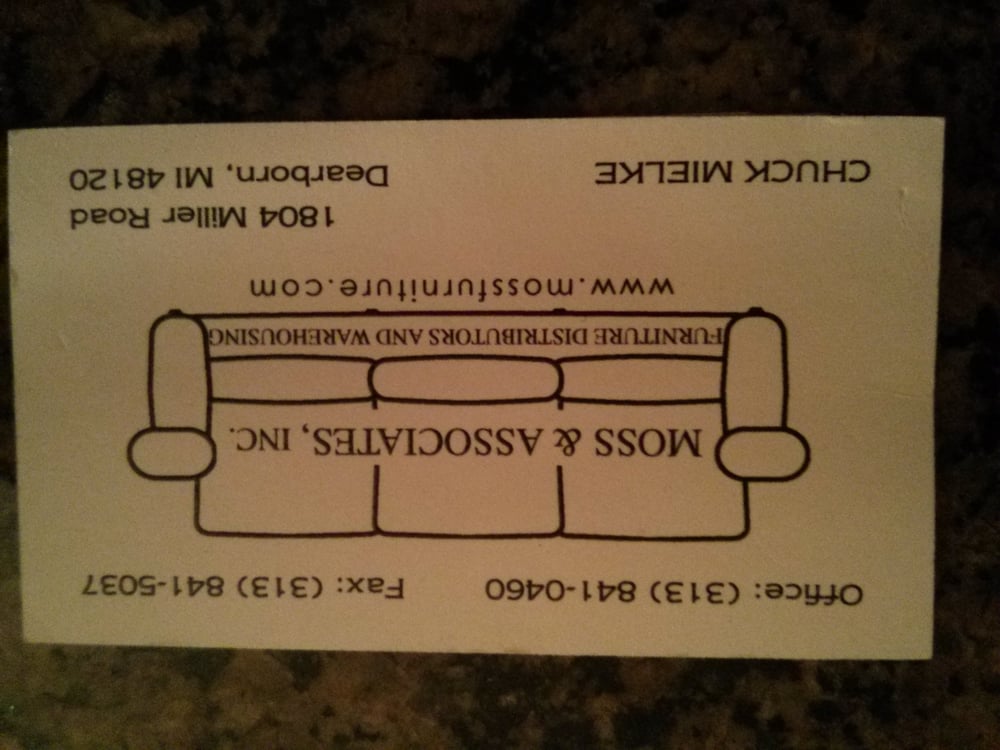 Office: (313) 841-0460
Fax: (313) 841-5037
MOSS & ASSOCIATES, INC.
FURNITURE DISTRIBUTORS AND WAREHOUSING
www.mossfurniture.com
CHUCK MIELKE
1804 Miller Road
Dearborn, MI 48120